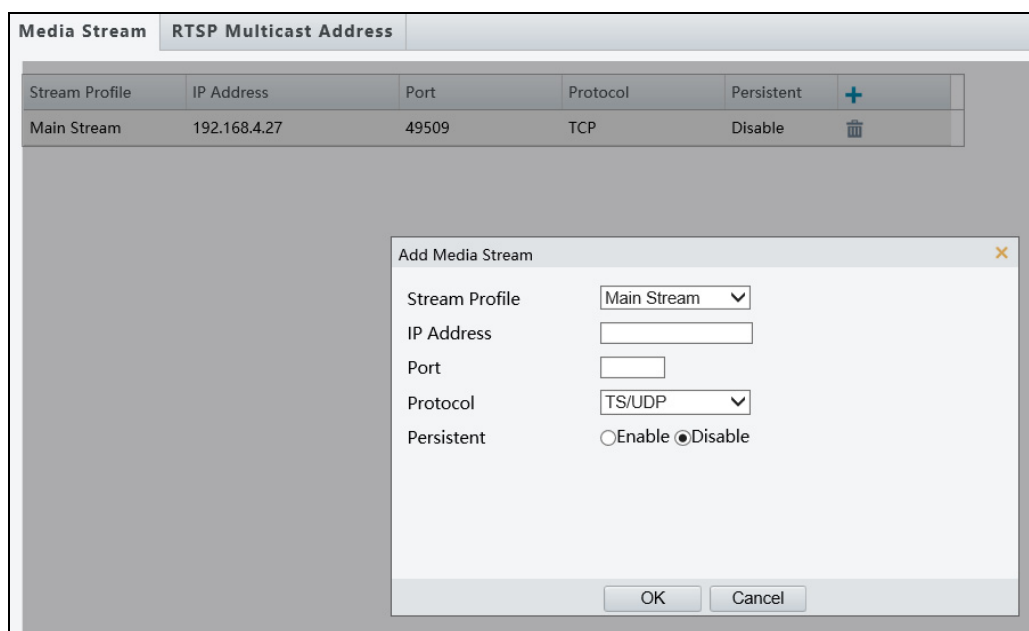 Media Stream RTSP Multicast Address
Stream Profile IP Address Port Protocol Persistent
Main Stream 192.168.4.27 49509 TCP Disable
Add Media Stream
Stream Profile Main Stream
IP Address
Port
Protocol TS/UDP
Persistent Enable Disable
OK Cancel